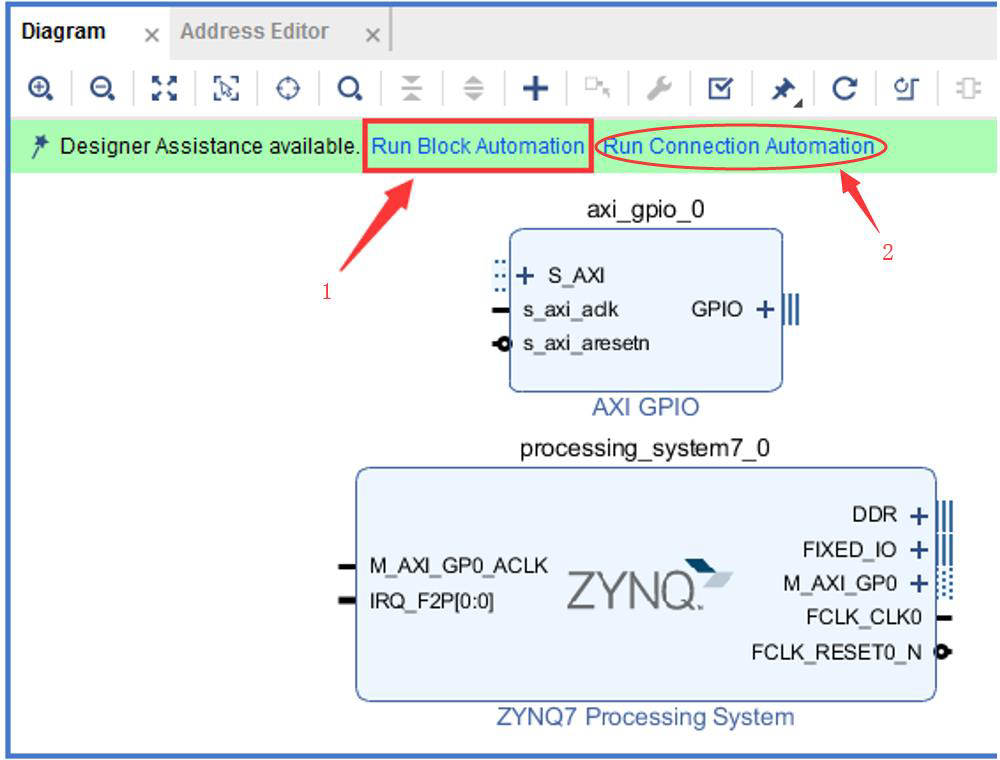 Diagram
Address Editor
Designer Assistance available. Run Block Automation Run Connection Automation
1
2
axi_gpio_0
S_AXI
s_axi_aclk
GPIO
s_axi_aresetn
AXI GPIO
processing_system7_0
DDR
FIXED_IO
M_AXI_GP0_ACLK
M_AXI_GP0
IRQ_F2P[0:0]
ZYNQ
FCLK_CLK0
FCLK_RESET0_N
ZYNQ7 Processing System